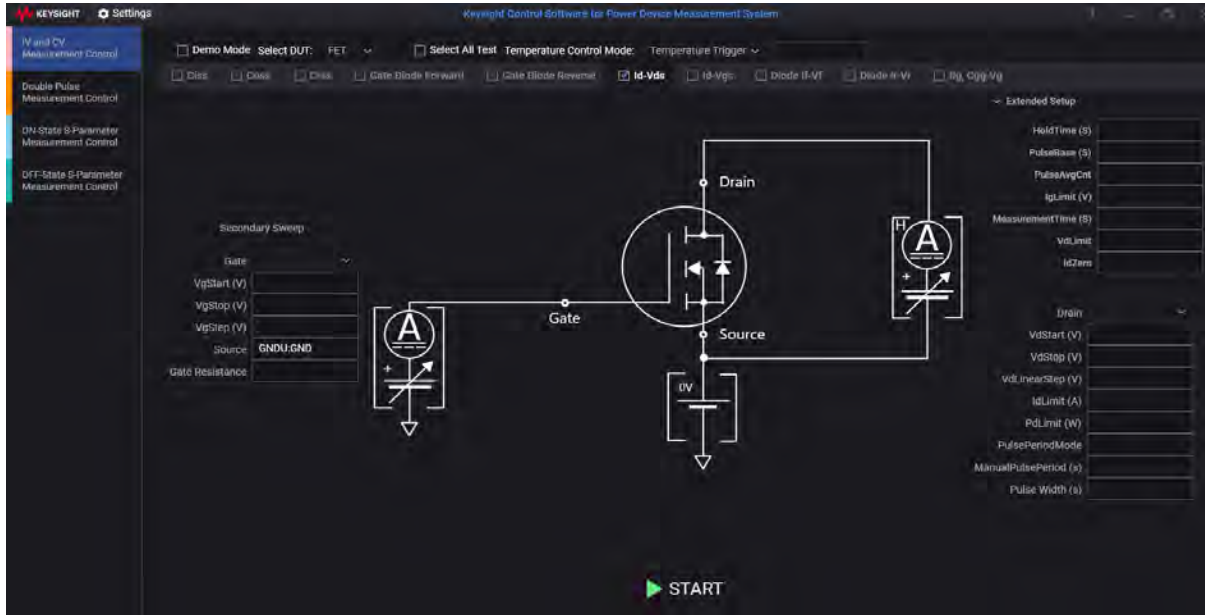 KEYSIGHT Settings
Keysight Control Software for Power Device Measurement System
IV and CV
Measurement Control
Double Pulse
Measurement Control
ON-State S-Parameter
Measurement Control
OFF-State S-Parameter
Measurement Control
Demo Mode Select DUT: FET Select All Test Temperature Control Mode: Temperature Trigger
Ciss Coss Crss Gate Diode Forward Gate Diode Reverse Id-Vds Id-Vgs Diode If-Vf Diode Ir-Vr Rg, Cgg-Vg
Extended Setup
HoldTime (S)
PulseBase (S)
PulseAvgCnt
IgLimit (V)
MeasurementTime (S)
VdLimit
IdZero
Secondary Sweep
Gate
VgStart (V)
VgStop (V)
VgStep (V)
Source GNDU:GND
Gate Resistance
A
+
Gate
Drain
Source
0V
H
A
+
Drain
VdStart (V)
VdStop (V)
VdLinearStep (V)
IdLimit (A)
PdLimit (W)
PulsePeriodMode
ManualPulsePeriod (s)
Pulse Width (s)
START